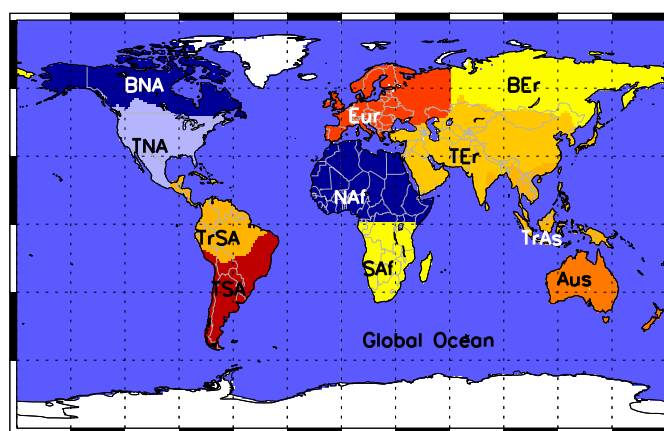 BNA
BEr
Eur
TNA
TEr
NAf
TrSA
TrAs
SAf
Aus
TSA
Global Ocean